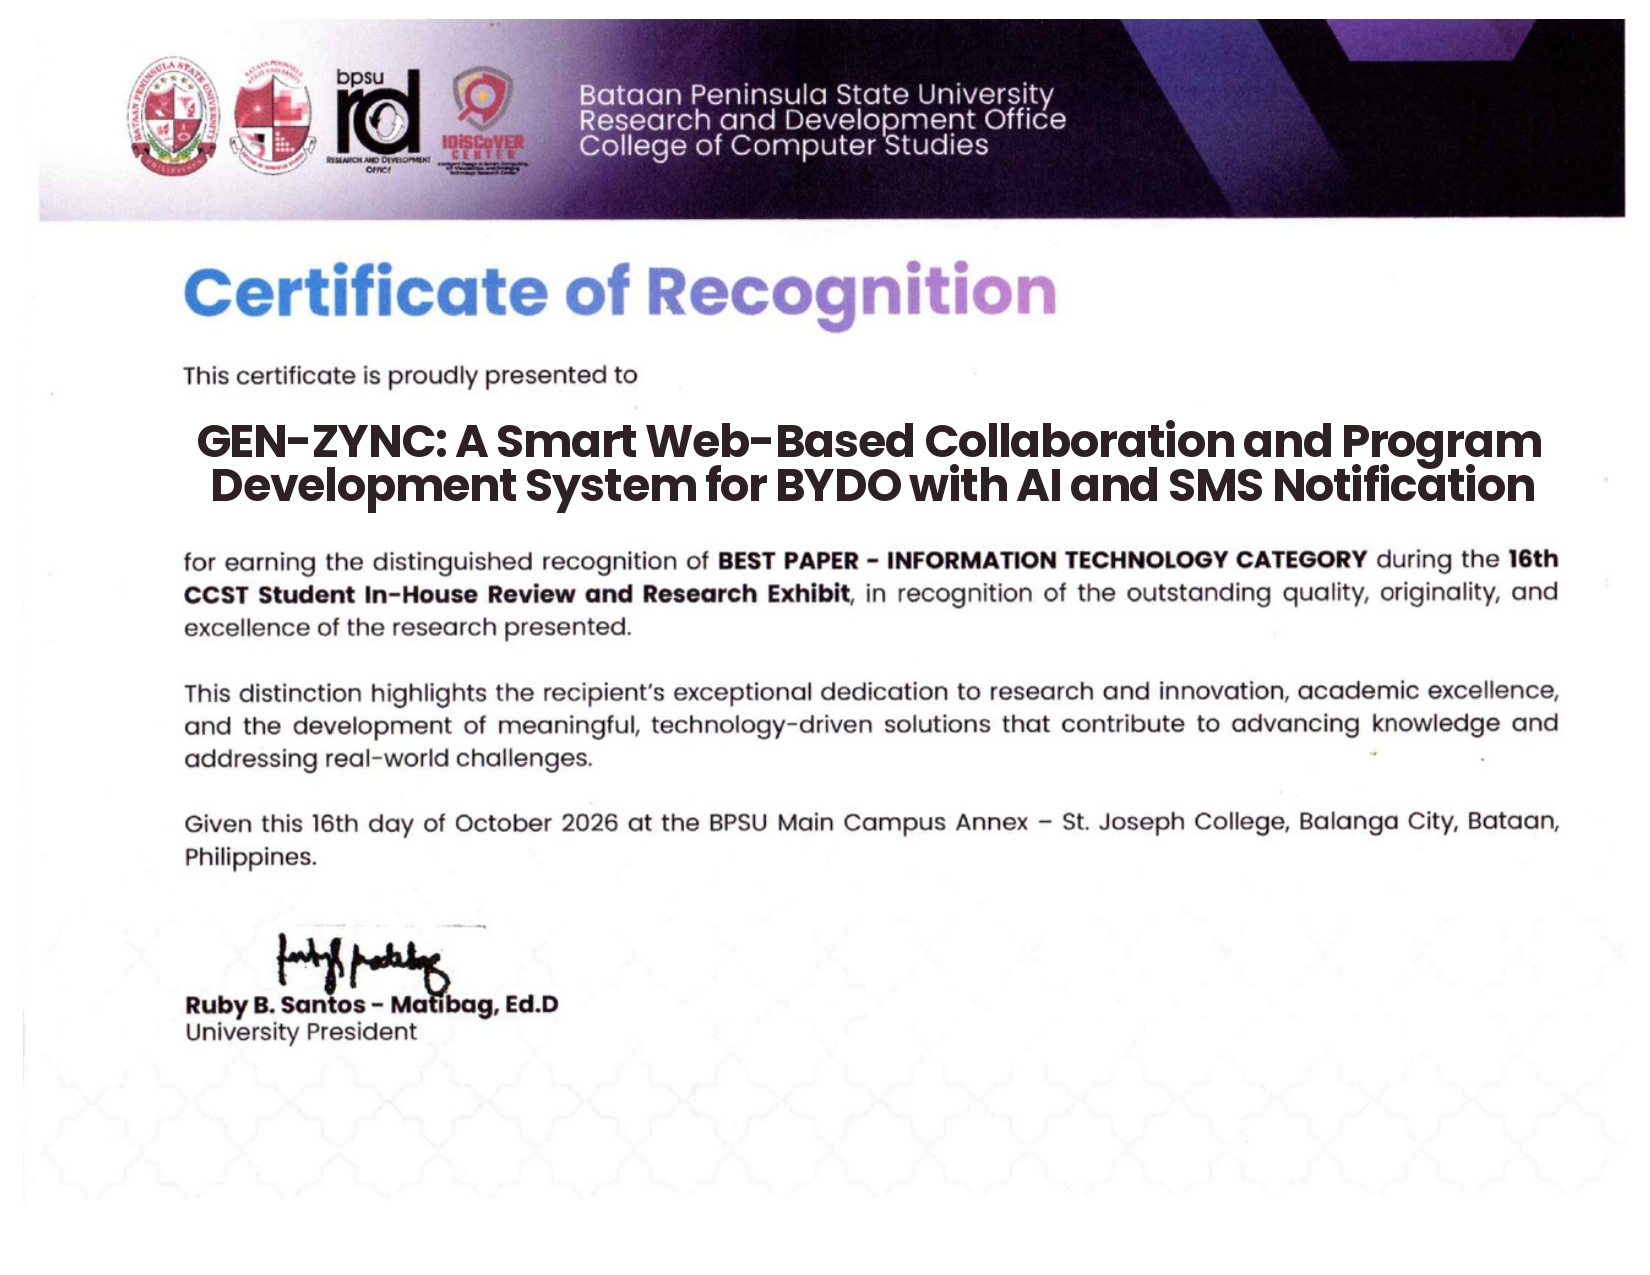 BATAAN PENINSULA STATE UNIVERSITY
PHILIPPINES
bpsu
rd
RESEARCH AND DEVELOPMENT
OFFICE
IDiSCoVER
CENTER
Bataan Peninsula State University
Research and Development Office
College of Computer Studies
Certificate of Recognition
This certificate is proudly presented to
GEN-ZYNC: A Smart Web-Based Collaboration and Program
Development System for BYDO with AI and SMS Notification
for earning the distinguished recognition of BEST PAPER - INFORMATION TECHNOLOGY CATEGORY during the 16th
CCST Student In-House Review and Research Exhibit, in recognition of the outstanding quality, originality, and
excellence of the research presented.
This distinction highlights the recipient's exceptional dedication to research and innovation, academic excellence,
and the development of meaningful, technology-driven solutions that contribute to advancing knowledge and
addressing real-world challenges.
Given this 16th day of October 2026 at the BPSU Main Campus Annex – St. Joseph College, Balanga City, Bataan,
Philippines.
Ruby B. Santos - Matibag, Ed.D
University President